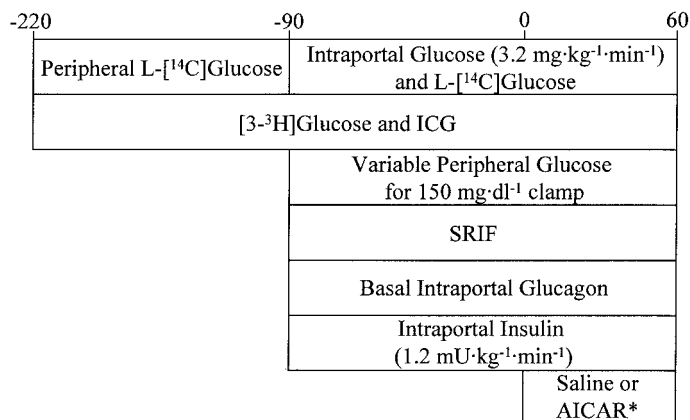 -220 -90 0 60
Peripheral L-[¹⁴C]Glucose
Intraportal Glucose (3.2 mg·kg⁻¹·min⁻¹)
and L-[¹⁴C]Glucose
[3-³H]Glucose and ICG
Variable Peripheral Glucose
for 150 mg·dl⁻¹ clamp
SRIF
Basal Intraportal Glucagon
Intraportal Insulin
(1.2 mU·kg⁻¹·min⁻¹)
Saline or
AICAR*